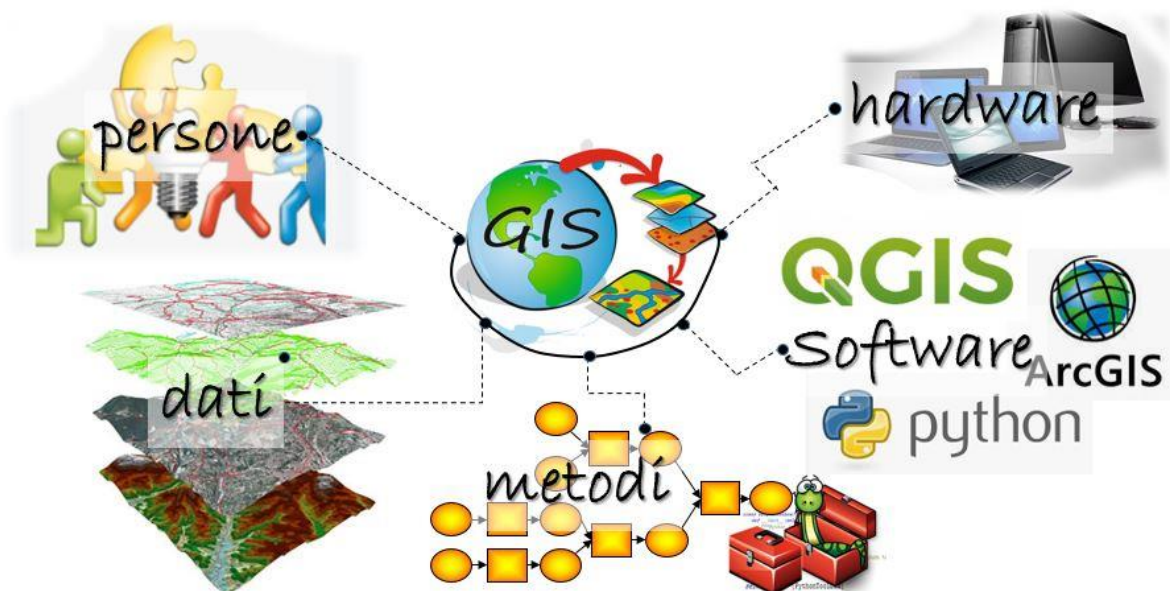 persone
hardware
GIS
QGIS
Software
ArcGIS
python
dati
metodi